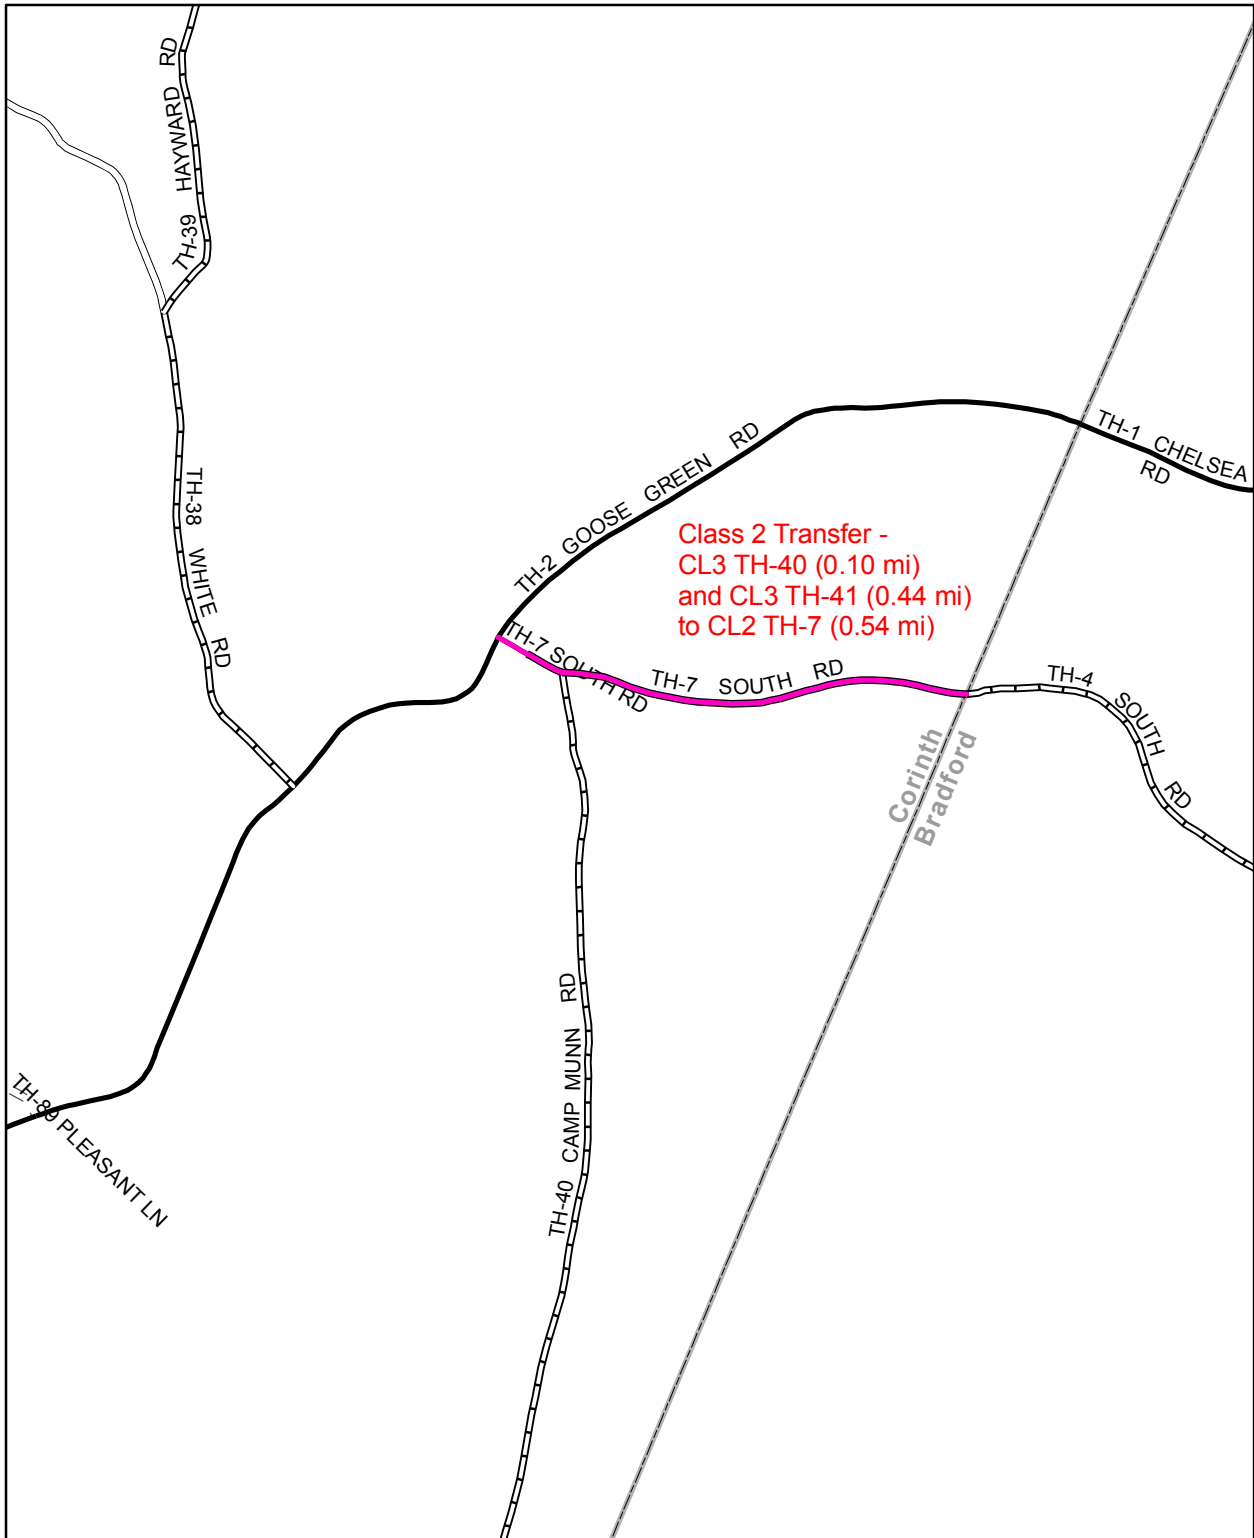 TH-39 HAYWARD RD
TH-38 WHITE RD
TH-2 GOOSE GREEN RD
TH-1 CHELSEA
RD
Class 2 Transfer -
CL3 TH-40 (0.10 mi)
and CL3 TH-41 (0.44 mi)
to CL2 TH-7 (0.54 mi)
TH-7 SOUTH RD
TH-7 SOUTH RD
TH-4 SOUTH RD
Corinth
Bradford
TH-40 CAMP MUNN RD
TH-89 PLEASANT LN